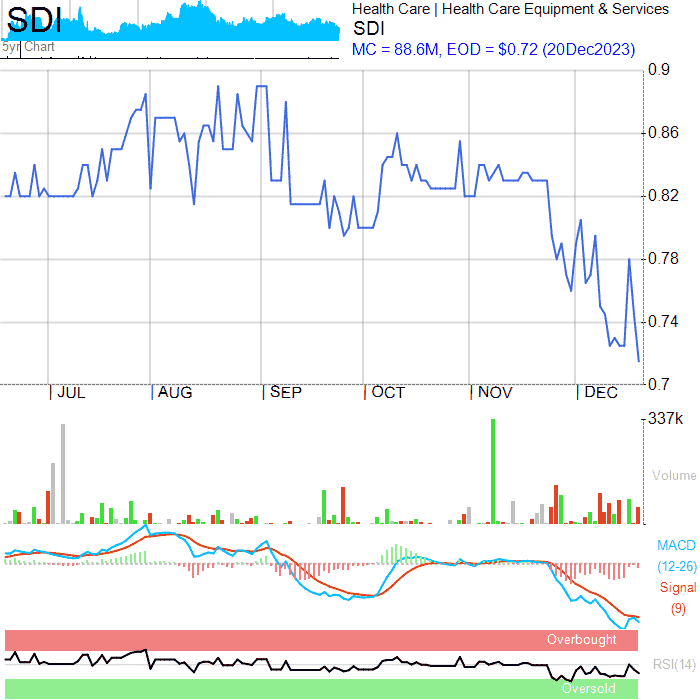 SDI
5yr Chart
Health Care | Health Care Equipment & Services
SDI
MC = 88.6M, EOD = $0.72 (20Dec2023)
0.9
0.86
0.82
0.78
0.74
0.7
JUL
AUG
SEP
OCT
NOV
DEC
337k
Volume
MACD
(12-26)
Signal
(9)
Overbought
RSI(14)
Oversold